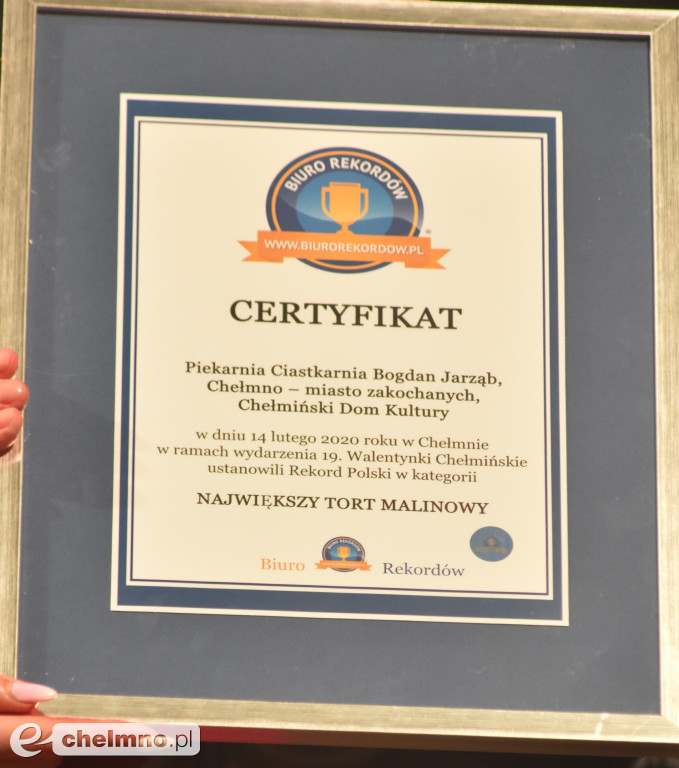 BIURO REKORDÓW
WWW.BIUROREKORDOW.PL
CERTYFIKAT
Piekarnia Ciastkarnia Bogdan Jarząb,
Chełmno – miasto zakochanych,
Chełmiński Dom Kultury
w dniu 14 lutego 2020 roku w Chełmnie
w ramach wydarzenia 19. Walentynki Chełmińskie
ustanowili Rekord Polski w kategorii
NAJWIĘKSZY TORT MALINOWY
Biuro Rekordów
e-chelmno.pl